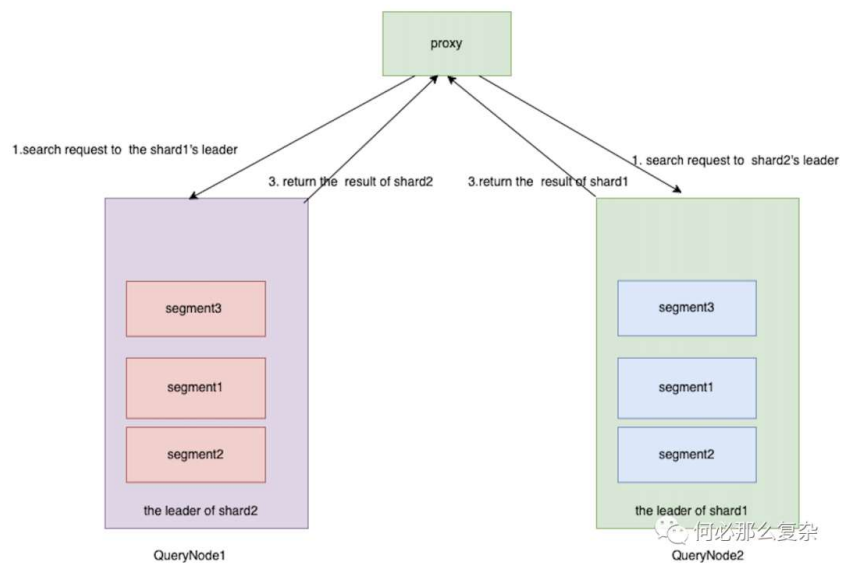 proxy
1.search request to the shard1's leader
1. search request to shard2's leader
3. return the result of shard2
3.return the result of shard1
segment3
segment1
segment2
the leader of shard2
QueryNode1
segment3
segment1
segment2
the leader of shard1
QueryNode2
何必那么复杂